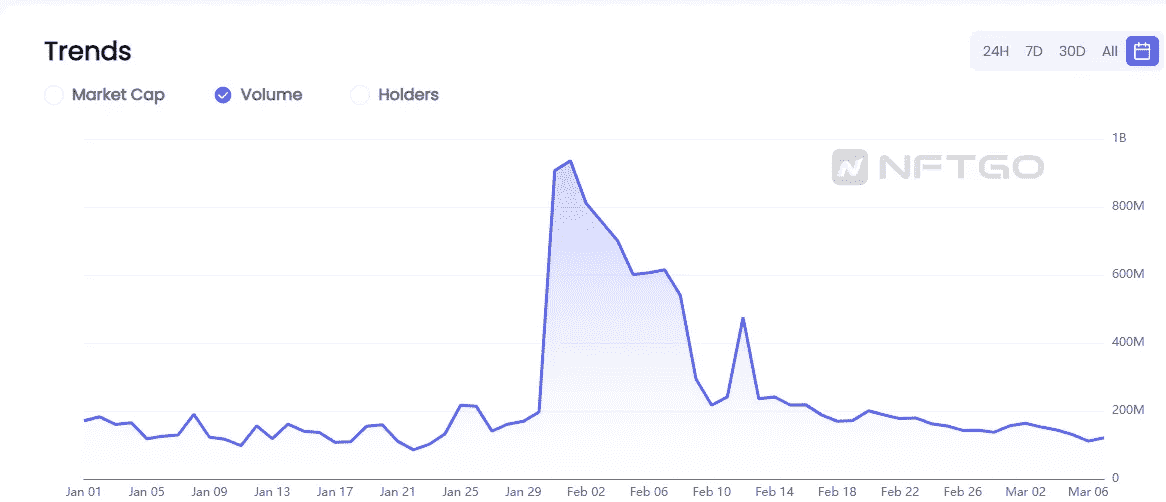 Trends
24H 7D 30D All
Market Cap Volume Holders
NFTGO
1B
800M
600M
400M
200M
0
Jan 01 Jan 05 Jan 09 Jan 13 Jan 17 Jan 21 Jan 25 Jan 29 Feb 02 Feb 06 Feb 10 Feb 14 Feb 18 Feb 22 Feb 26 Mar 02 Mar 06